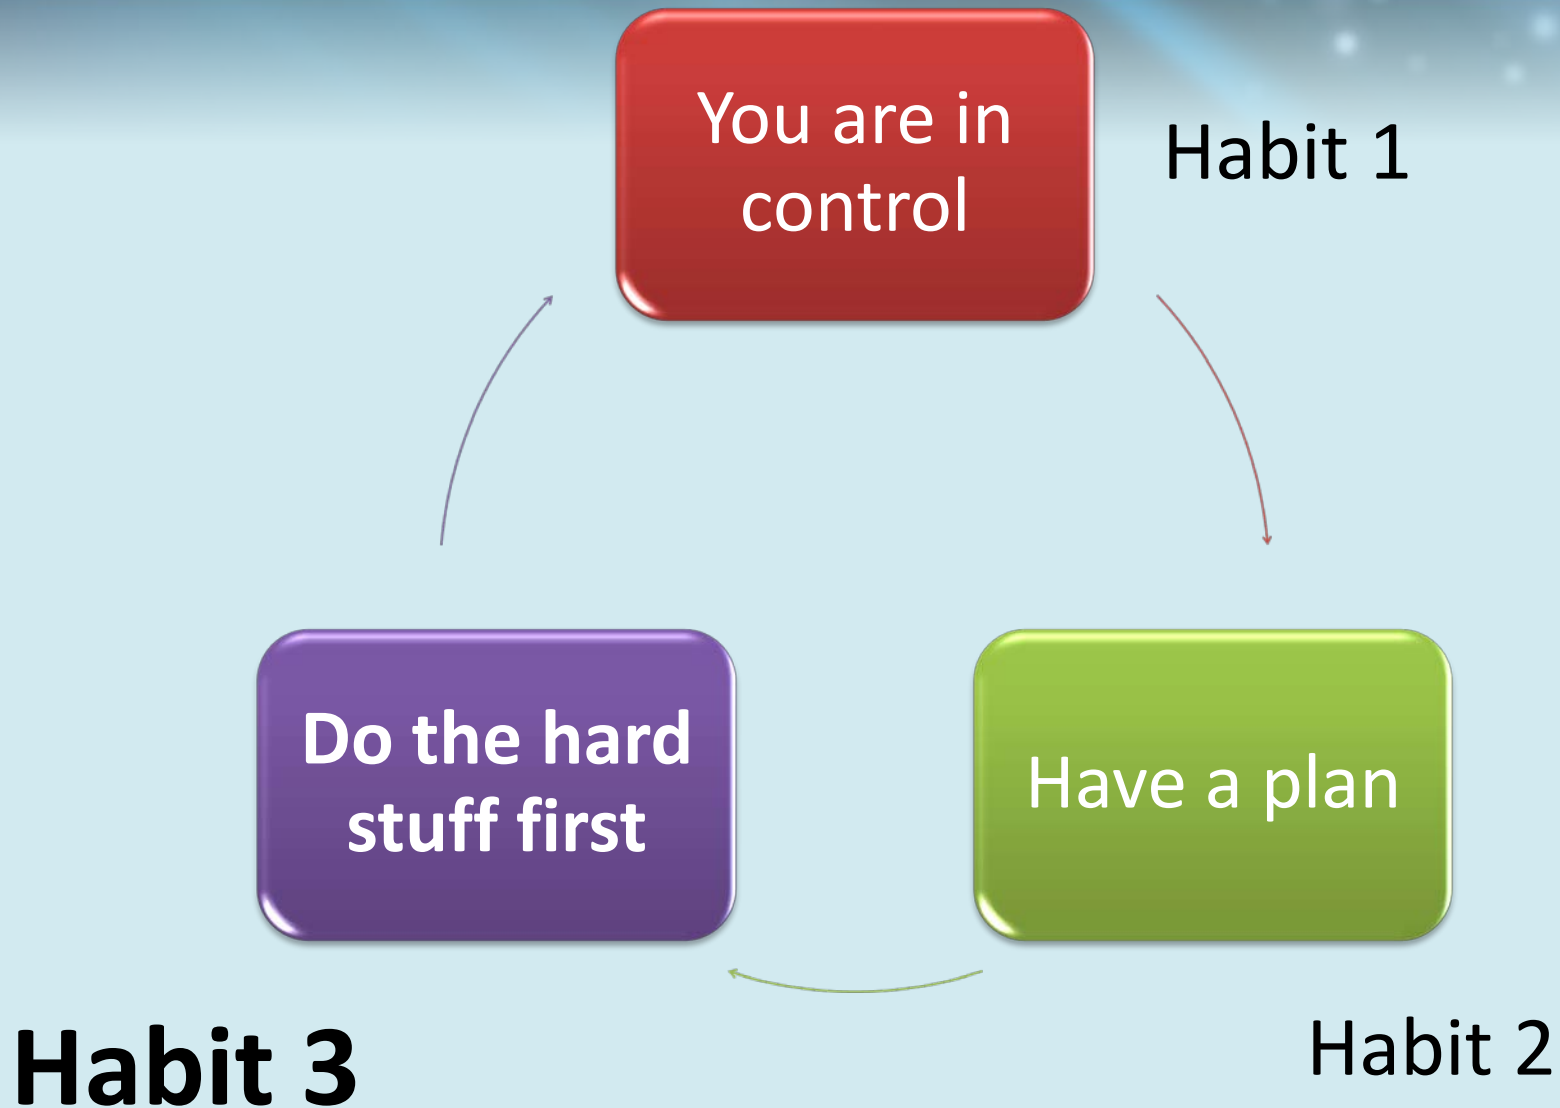 You are in
control
Habit 1
Have a plan
Habit 2
Do the hard
stuff first
Habit 3